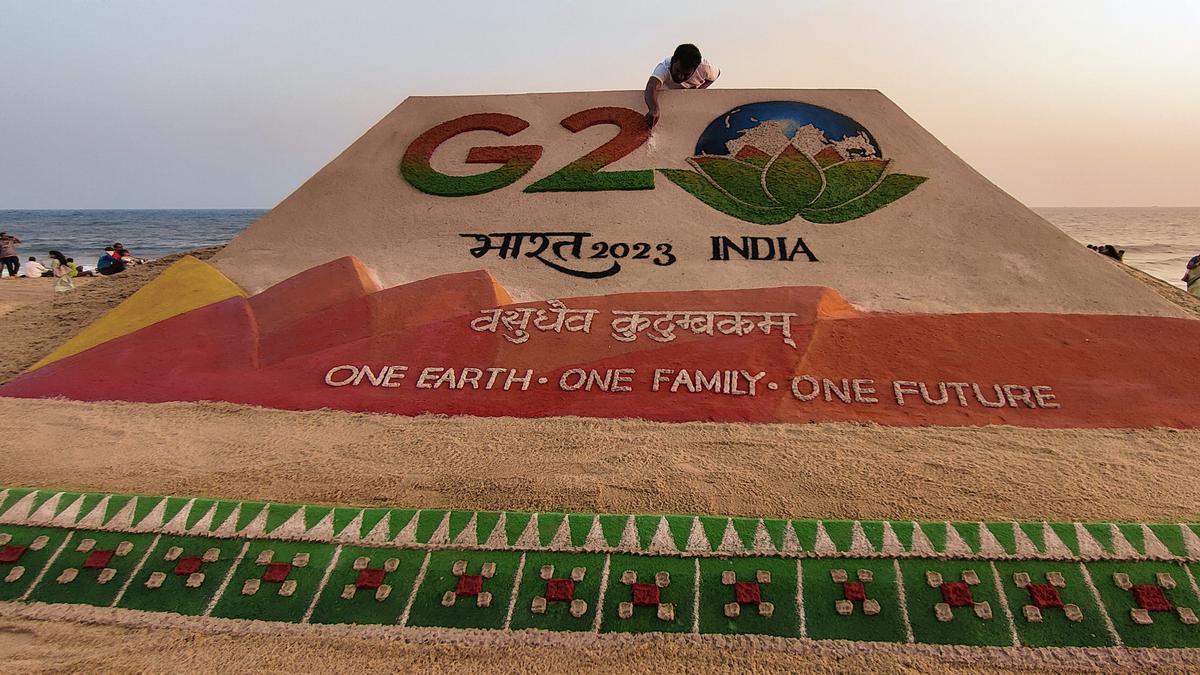 G20
भारत 2023 INDIA
वसुधैव कुटुम्बकम्
ONE EARTH • ONE FAMILY • ONE FUTURE